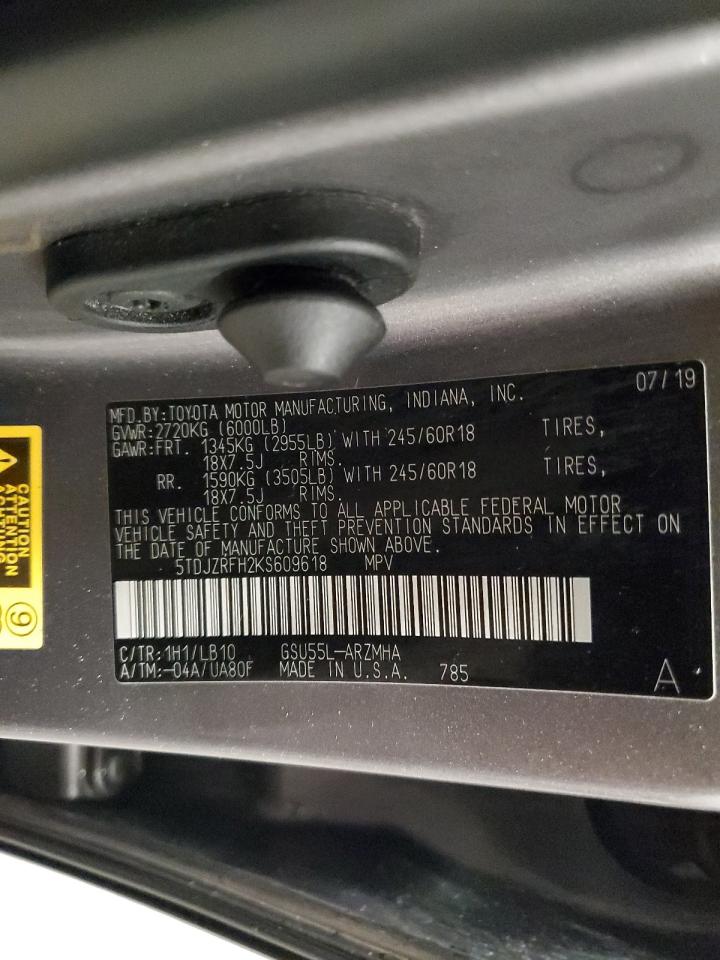 07/19
MFD.BY:TOYOTA MOTOR MANUFACTURING, INDIANA, INC.
GVWR:2720KG (6000LB)
GAWR:FRT. 1345KG (2955LB) WITH 245/60R18 TIRES,
18X7.5J RIMS.
RR. 1590KG (3505LB) WITH 245/60R18 TIRES,
18X7.5J RIMS.
THIS VEHICLE CONFORMS TO ALL APPLICABLE FEDERAL MOTOR
VEHICLE SAFETY AND THEFT PREVENTION STANDARDS IN EFFECT ON
THE DATE OF MANUFACTURE SHOWN ABOVE.
5TDJZRFH2KS609618 MPV
C/TR:1H1/LB10 GSU55L-ARZMHA
A/TM:-04A/UA80F MADE IN U.S.A. 785
A
CAUTION
ATTENTION
9